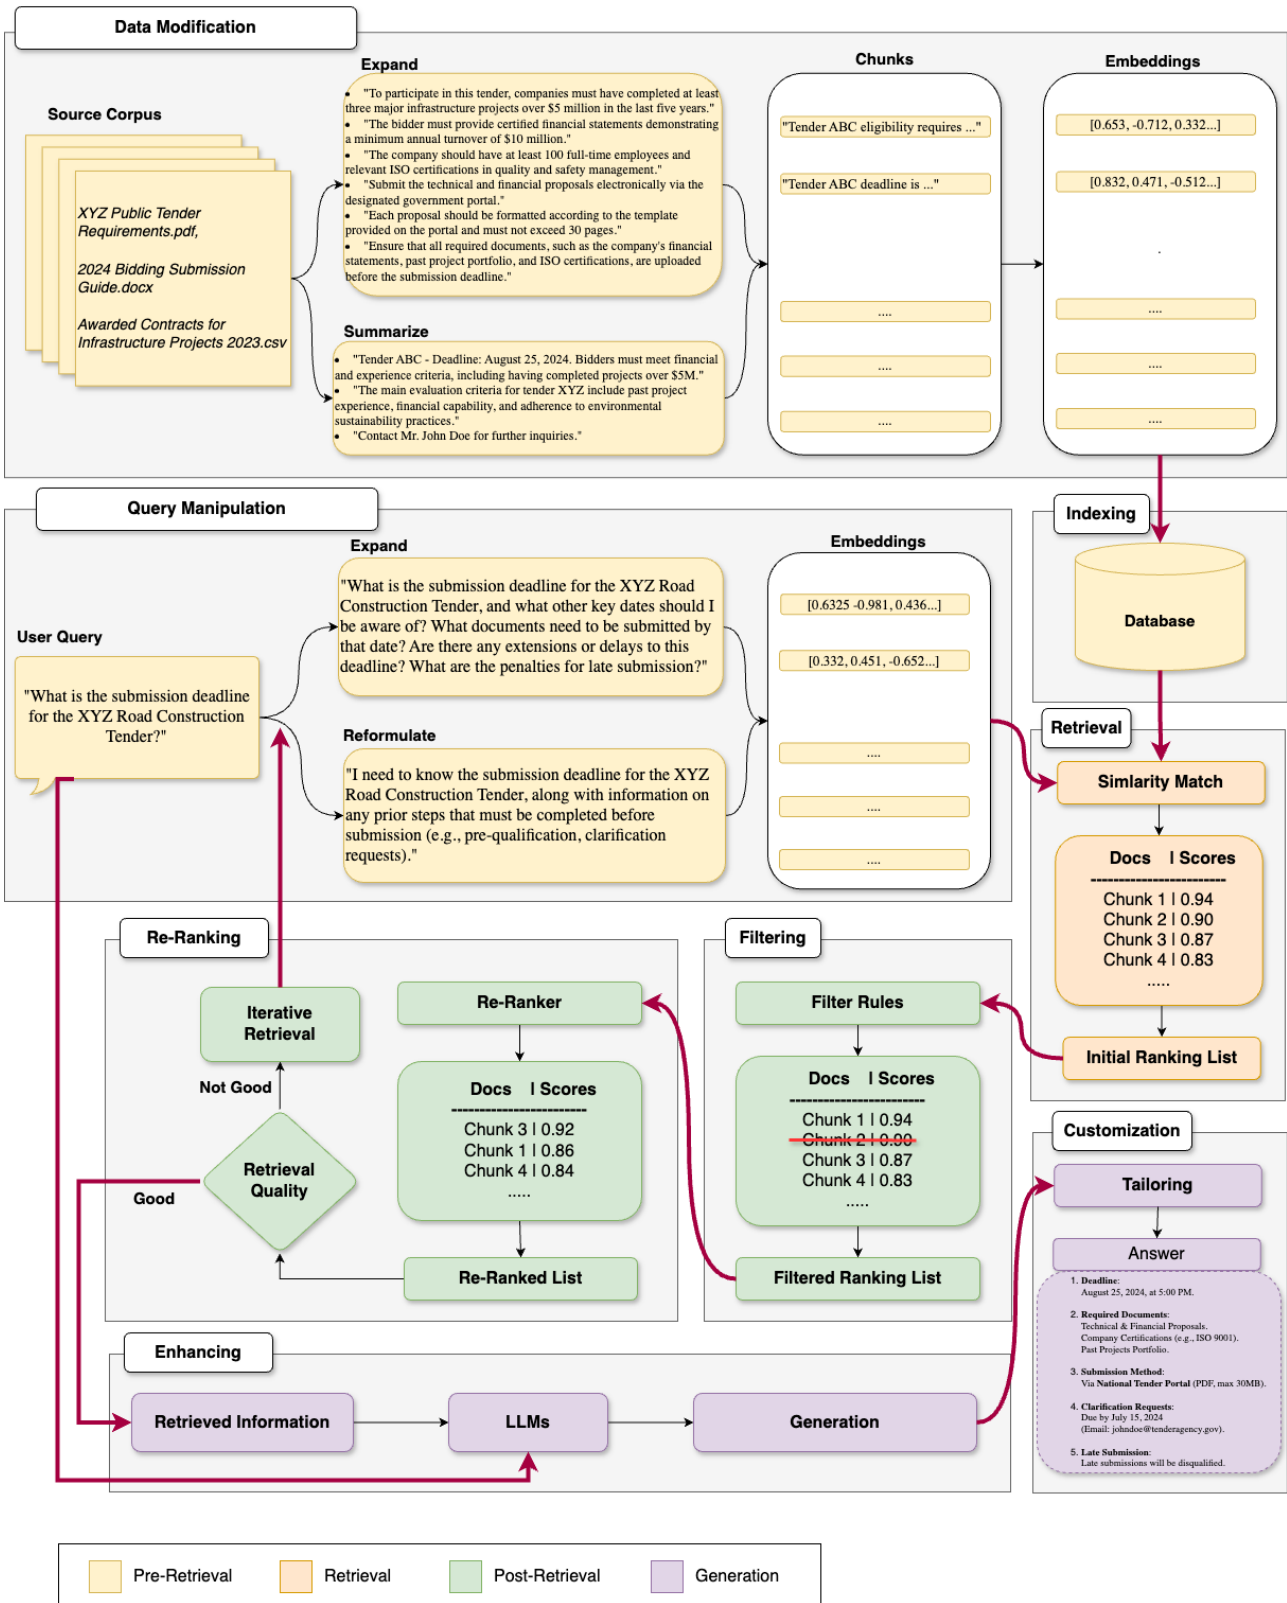 Data Modification
Source Corpus
XYZ Public Tender
Requirements.pdf,
2024 Bidding Submission
Guide.docx
Awarded Contracts for
Infrastructure Projects 2023.csv
Expand
• "To participate in this tender, companies must have completed at least
three major infrastructure projects over $5 million in the last five years."
• "The bidder must provide certified financial statements demonstrating
a minimum annual turnover of $10 million."
• "The company should have at least 100 full-time employees and
relevant ISO certifications in quality and safety management."
• "Submit the technical and financial proposals electronically via the
designated government portal."
• "Each proposal should be formatted according to the template
provided on the portal and must not exceed 30 pages."
• "Ensure that all required documents, such as the company's financial
statements, past project portfolio, and ISO certifications, are uploaded
before the submission deadline."
Summarize
• "Tender ABC - Deadline: August 25, 2024. Bidders must meet financial
and experience criteria, including having completed projects over $5M."
• "The main evaluation criteria for tender XYZ include past project
experience, financial capability, and adherence to environmental
sustainability practices."
• "Contact Mr. John Doe for further inquiries."
Chunks
"Tender ABC eligibility requires ..."
"Tender ABC deadline is ..."
....
....
....
Embeddings
[0.653, -0.712, 0.332...]
[0.832, 0.471, -0.512...]
.
....
....
....
Query Manipulation
User Query
"What is the submission deadline
for the XYZ Road Construction
Tender?"
Expand
"What is the submission deadline for the XYZ Road
Construction Tender, and what other key dates should I
be aware of? What documents need to be submitted by
that date? Are there any extensions or delays to this
deadline? What are the penalties for late submission?"
Reformulate
"I need to know the submission deadline for the XYZ
Road Construction Tender, along with information on
any prior steps that must be completed before
submission (e.g., pre-qualification, clarification
requests)."
Embeddings
[0.6325 -0.981, 0.436...]
[0.332, 0.451, -0.652...]
....
....
....
Indexing
Database
Retrieval
Simlarity Match
Docs | Scores
------------------------
Chunk 1 | 0.94
Chunk 2 | 0.90
Chunk 3 | 0.87
Chunk 4 | 0.83
.....
Initial Ranking List
Filtering
Filter Rules
Docs | Scores
------------------------
Chunk 1 | 0.94
Chunk 2 | 0.90
Chunk 3 | 0.87
Chunk 4 | 0.83
.....
Filtered Ranking List
Re-Ranking
Re-Ranker
Docs | Scores
------------------------
Chunk 3 | 0.92
Chunk 1 | 0.86
Chunk 4 | 0.84
.....
Re-Ranked List
Iterative
Retrieval
Not Good
Retrieval
Quality
Good
Enhancing
Retrieved Information
LLMs
Generation
Customization
Tailoring
Answer
1. Deadline:
August 25, 2024, at 5:00 PM.
2. Required Documents:
Technical & Financial Proposals.
Company Certifications (e.g., ISO 9001).
Past Projects Portfolio.
3. Submission Method:
Via National Tender Portal (PDF, max 30MB).
4. Clarification Requests:
Due by July 15, 2024
(Email: johndoe@tenderagency.gov).
5. Late Submission:
Late submissions will be disqualified.
Pre-Retrieval
Retrieval
Post-Retrieval
Generation